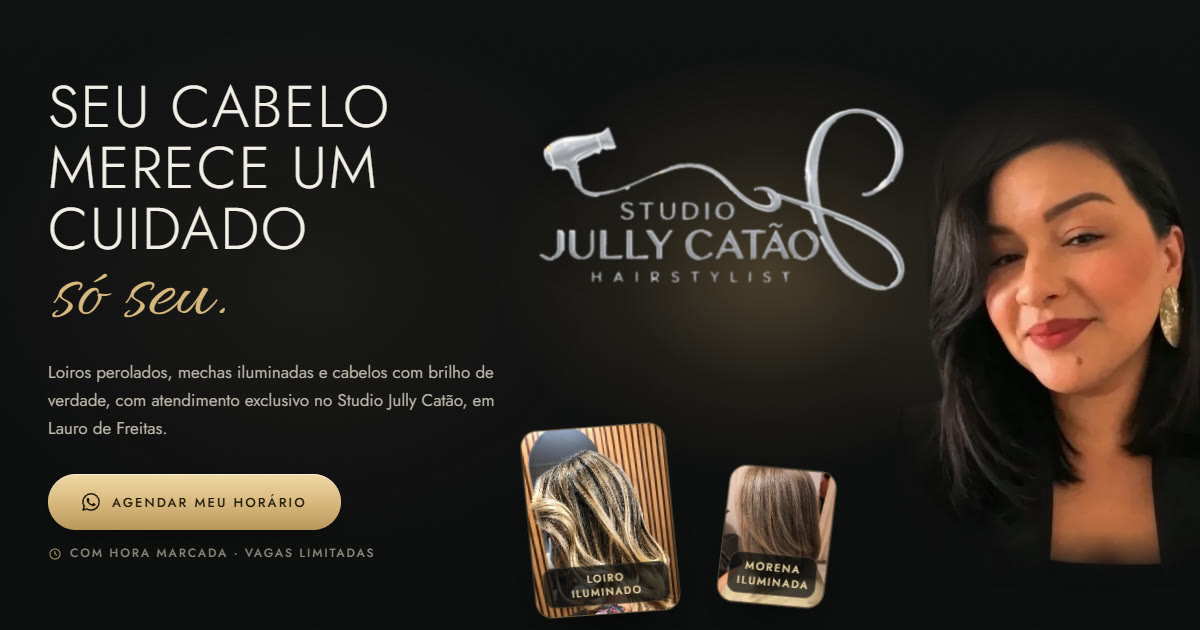 SEU CABELO
MERECE UM
CUIDADO
só seu.
Loiros perolados, mechas iluminadas e cabelos com brilho de
verdade, com atendimento exclusivo no Studio Jully Catão, em
Lauro de Freitas.
AGENDAR MEU HORÁRIO
COM HORA MARCADA · VAGAS LIMITADAS
STUDIO
JULLY CATÃO
HAIRSTYLIST
LOIRO
ILUMINADO
MORENA
ILUMINADA